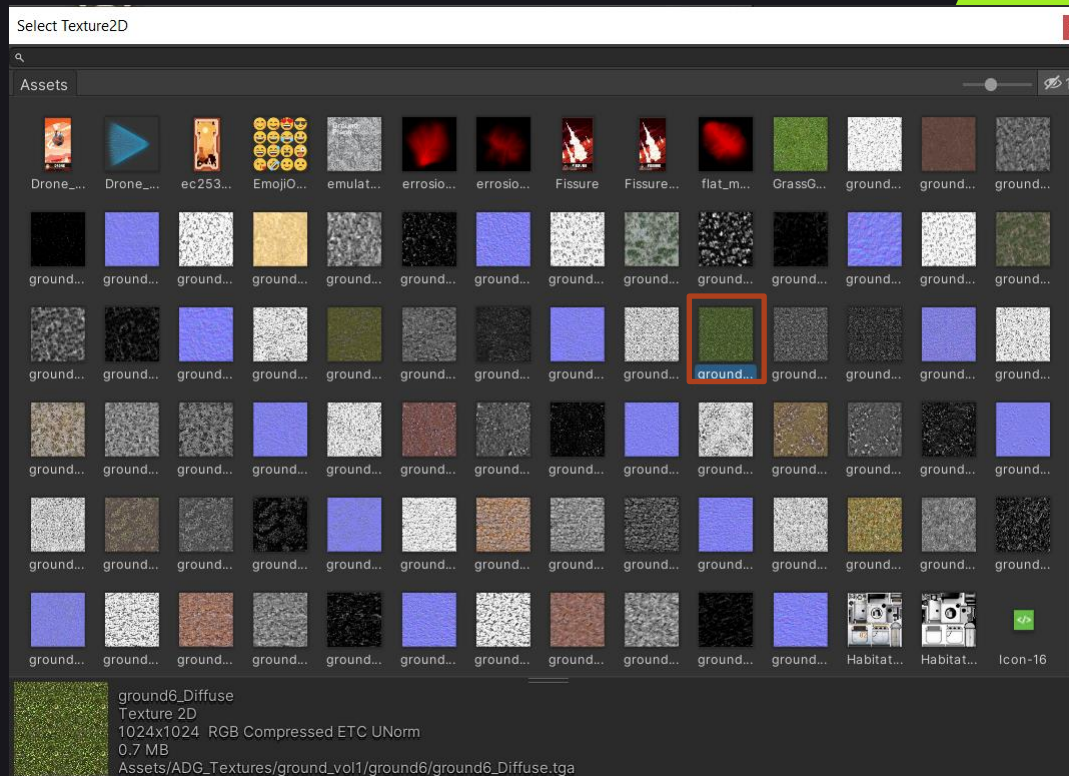 Select Texture2D
Assets
Drone_... Drone_... ec253... EmojiO... emulat... errosio... errosio... Fissure Fissure... flat_m... GrassG... ground... ground... ground...
ground... ground... ground... ground... ground... ground... ground... ground... ground... ground... ground... ground... ground... ground...
ground... ground... ground... ground... ground... ground... ground... ground... ground... ground... ground... ground... ground... ground...
ground... ground... ground... ground... ground... ground... ground... ground... ground... ground... ground... ground... ground... ground...
ground... ground... ground... ground... ground... ground... ground... ground... ground... ground... ground... ground... ground... ground...
ground... ground... ground... ground... ground... ground... ground... ground... ground... ground... ground... Habitat... Habitat... Icon-16
ground6_Diffuse
Texture 2D
1024x1024 RGB Compressed ETC UNorm
0.7 MB
Assets/ADG_Textures/ground_vol1/ground6/ground6_Diffuse.tga